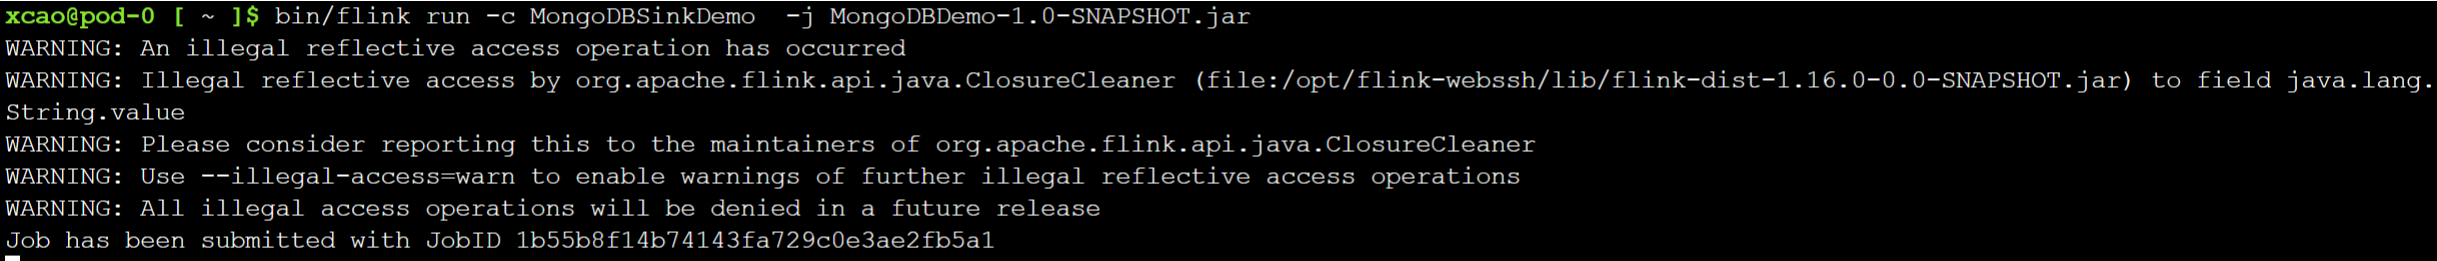 xcao@pod-0 [ ~ ]$ bin/flink run -c MongoDBSinkDemo  -j MongoDBDemo-1.0-SNAPSHOT.jar
WARNING: An illegal reflective access operation has occurred
WARNING: Illegal reflective access by org.apache.flink.api.java.ClosureCleaner (file:/opt/flink-webssh/lib/flink-dist-1.16.0-0.0-SNAPSHOT.jar) to field java.lang.
String.value
WARNING: Please consider reporting this to the maintainers of org.apache.flink.api.java.ClosureCleaner
WARNING: Use --illegal-access=warn to enable warnings of further illegal reflective access operations
WARNING: All illegal access operations will be denied in a future release
Job has been submitted with JobID 1b55b8f14b74143fa729c0e3ae2fb5a1